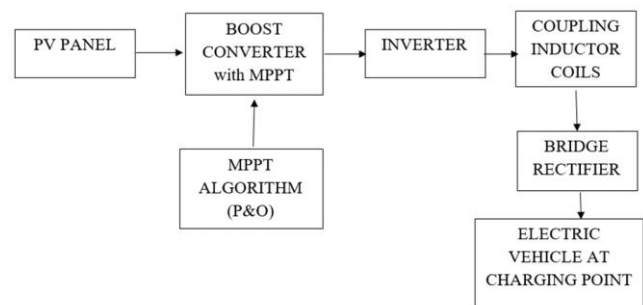 PV PANEL
BOOST
CONVERTER
with MPPT
INVERTER
COUPLING
INDUCTOR
COILS
MPPT
ALGORITHM
(P&O)
BRIDGE
RECTIFIER
ELECTRIC
VEHICLE AT
CHARGING POINT